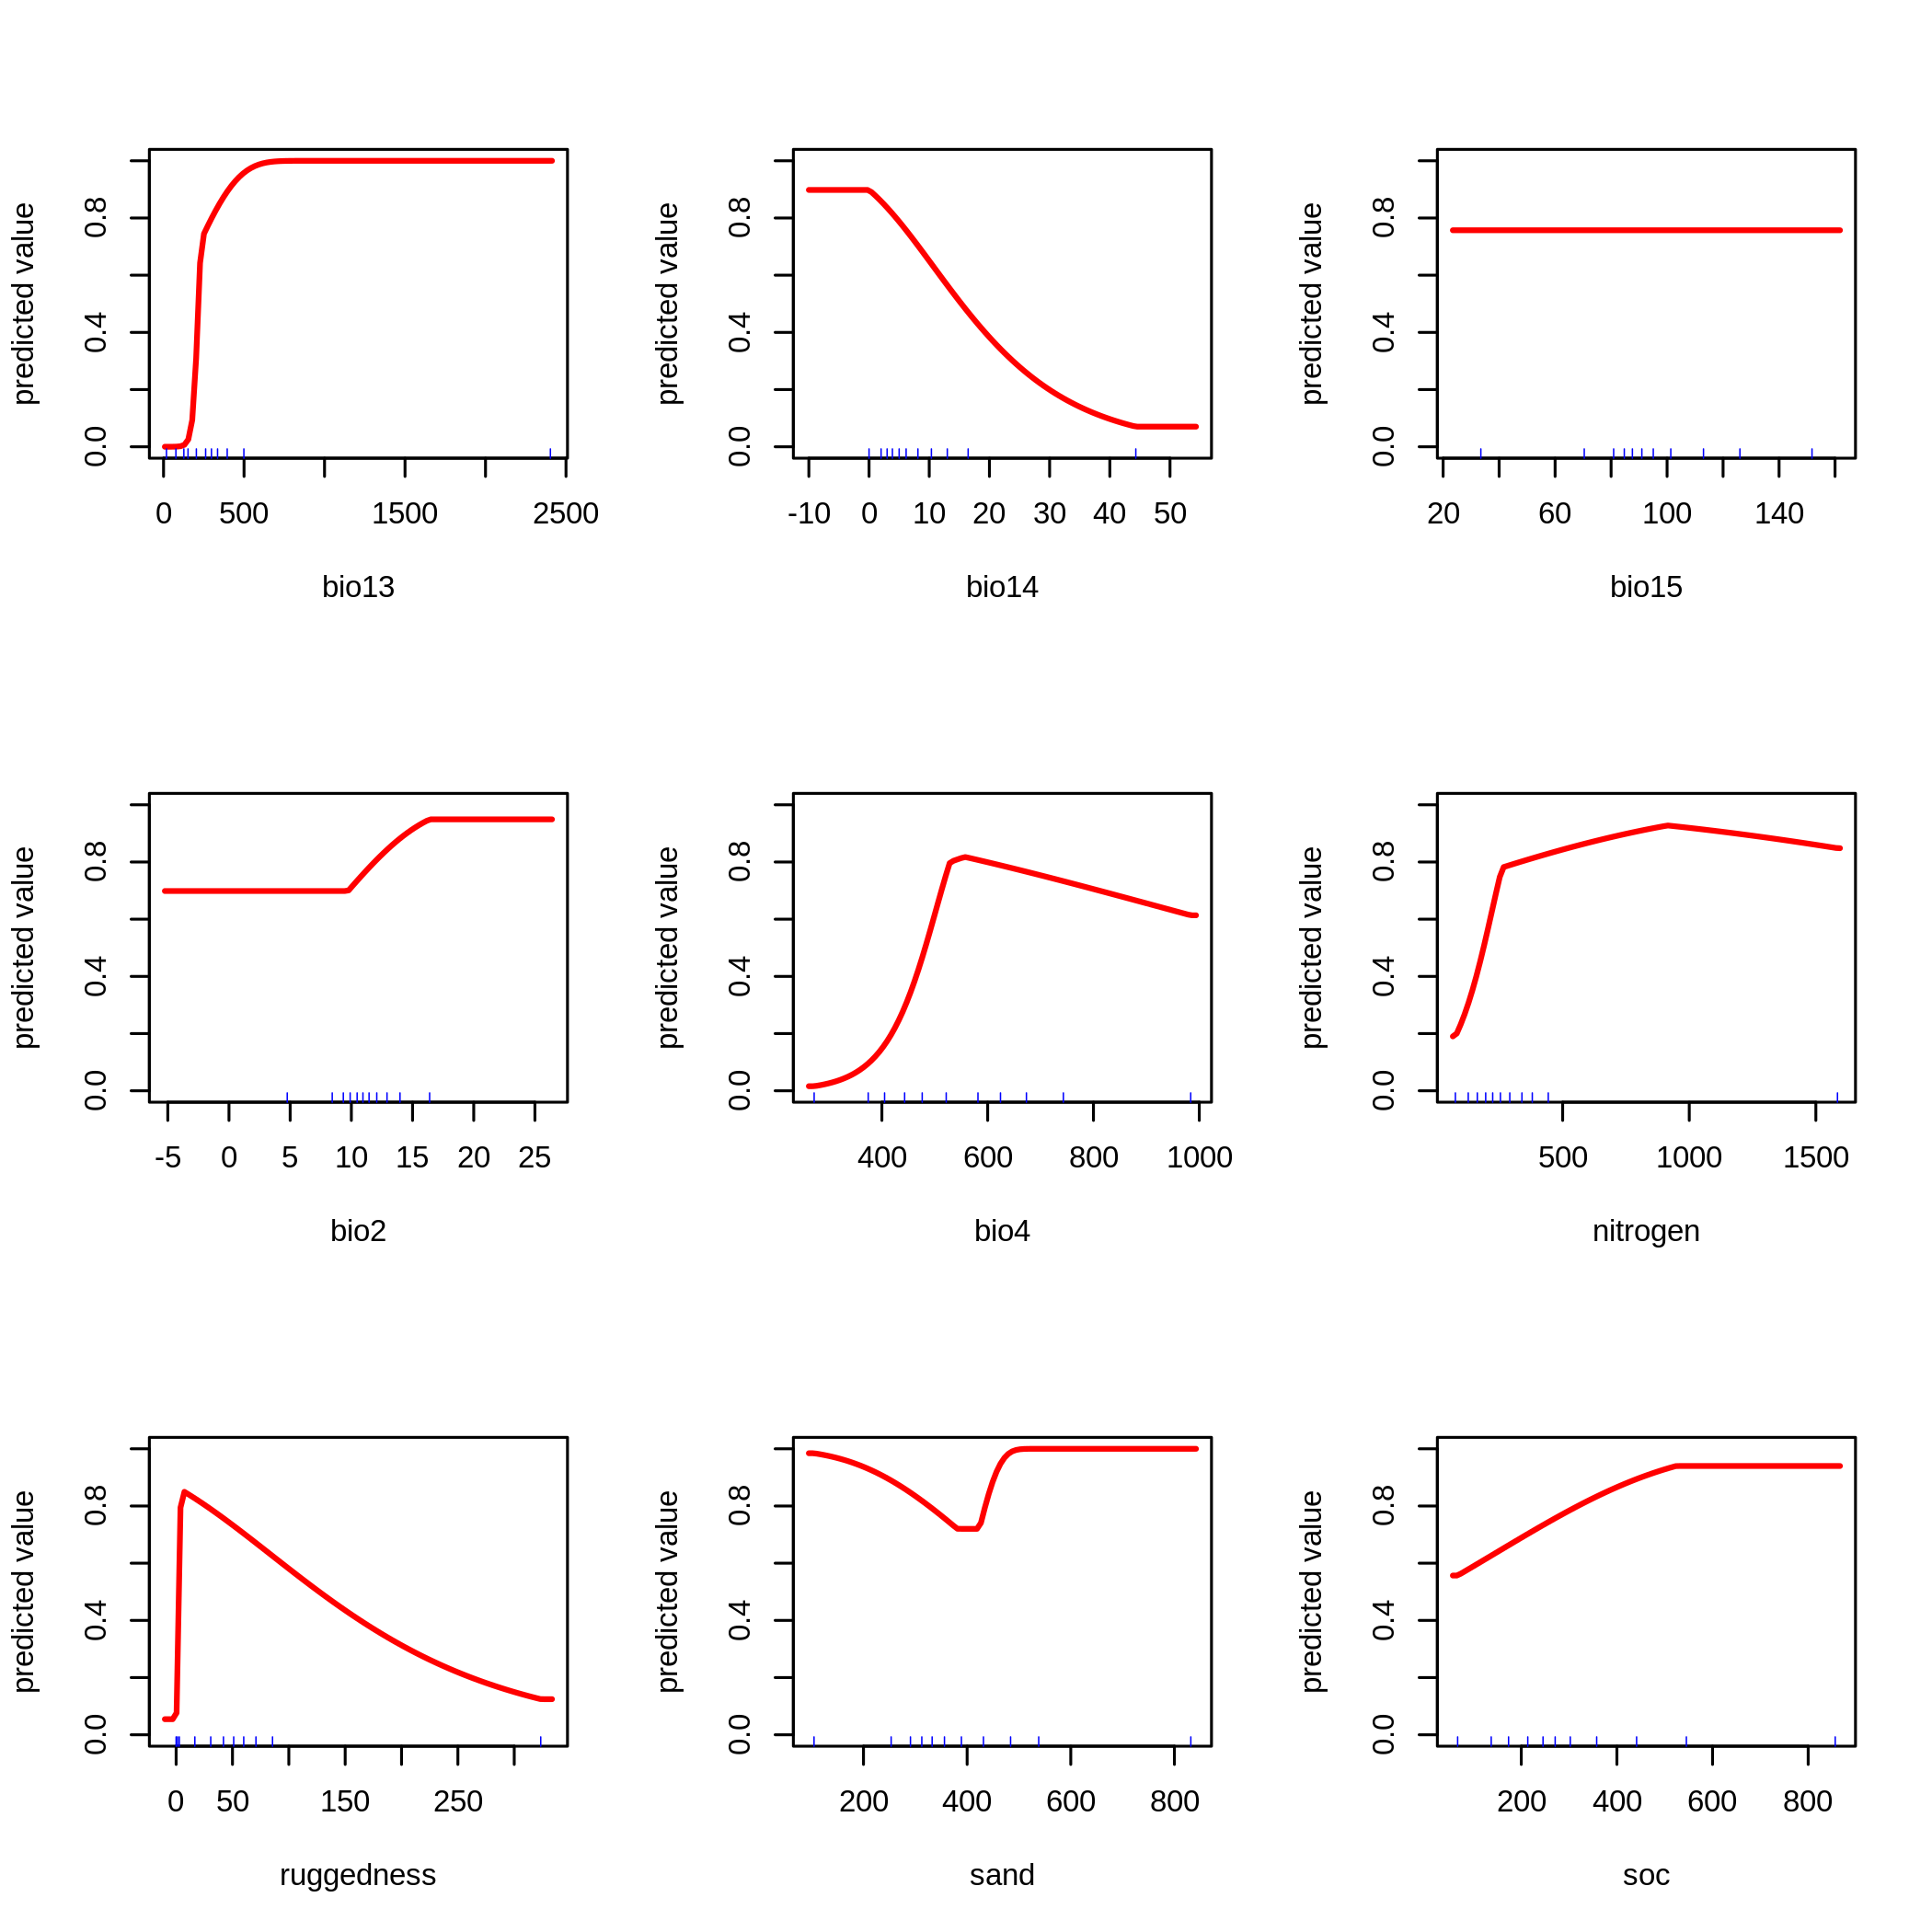 predicted value
0.0 0.4 0.8
0 500 1500 2500
bio13
predicted value
0.0 0.4 0.8
-10 0 10 20 30 40 50
bio14
predicted value
0.0 0.4 0.8
20 60 100 140
bio15
predicted value
0.0 0.4 0.8
-5 0 5 10 15 20 25
bio2
predicted value
0.0 0.4 0.8
400 600 800 1000
bio4
predicted value
0.0 0.4 0.8
500 1000 1500
nitrogen
predicted value
0.0 0.4 0.8
0 50 150 250
ruggedness
predicted value
0.0 0.4 0.8
200 400 600 800
sand
predicted value
0.0 0.4 0.8
200 400 600 800
soc